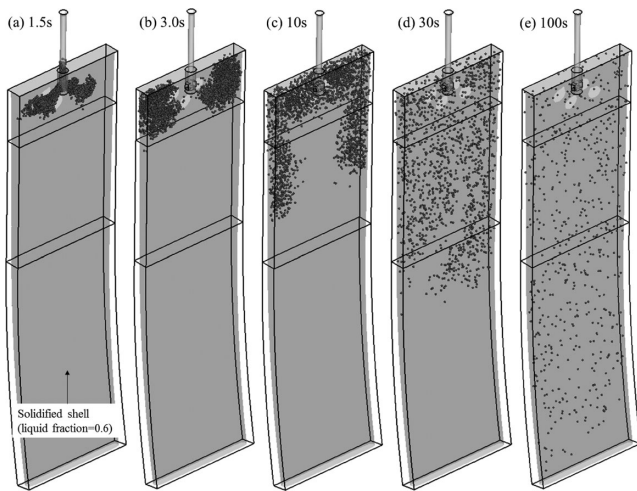 (a) 1.5s
(b) 3.0s
(c) 10s
(d) 30s
(e) 100s
Solidified shell
(liquid fraction=0.6)